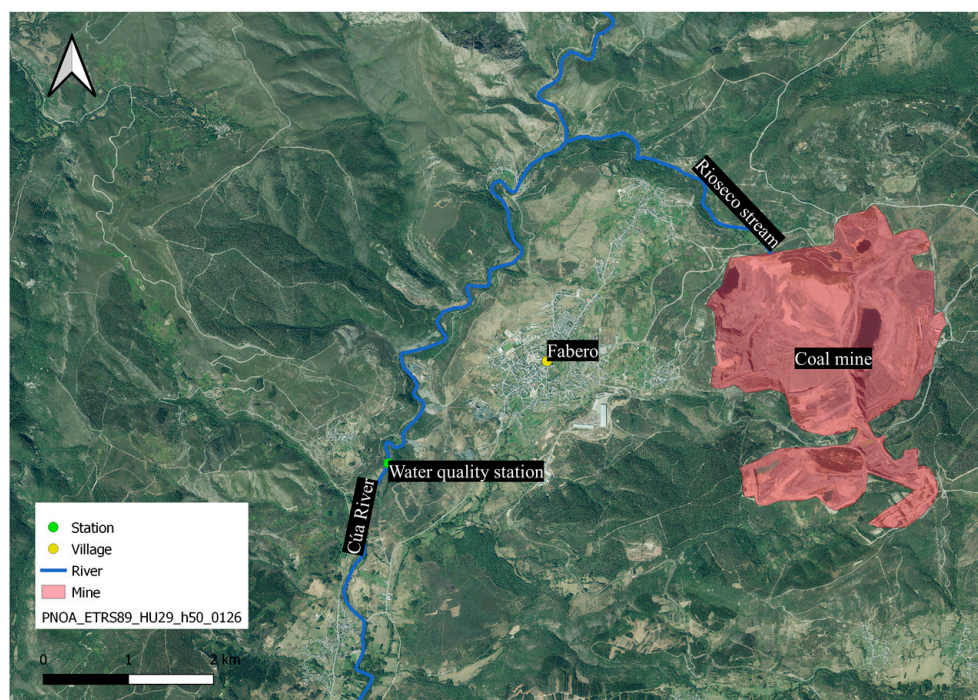 Rioseco stream
Fabero
Coal mine
Water quality station
Cúa River
Station
Village
River
Mine
PNOA_ETRS89_HU29_h50_0126
0 1 2 km